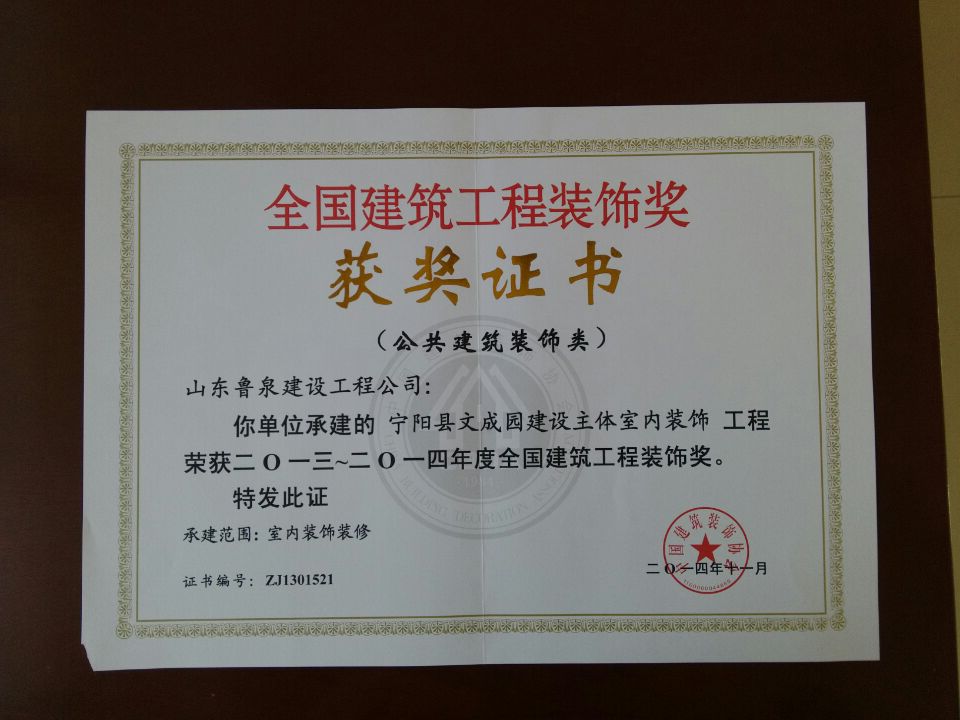 全国建筑工程装饰奖
获奖证书
（公共建筑装饰类）
山东鲁泉建设工程公司：
你单位承建的 宁阳县文成园建设主体室内装饰 工程
荣获二O一三~二O一四年度全国建筑工程装饰奖。
特发此证
承建范围：室内装饰装修
二O一四年十一月
证书编号：ZJ1301521